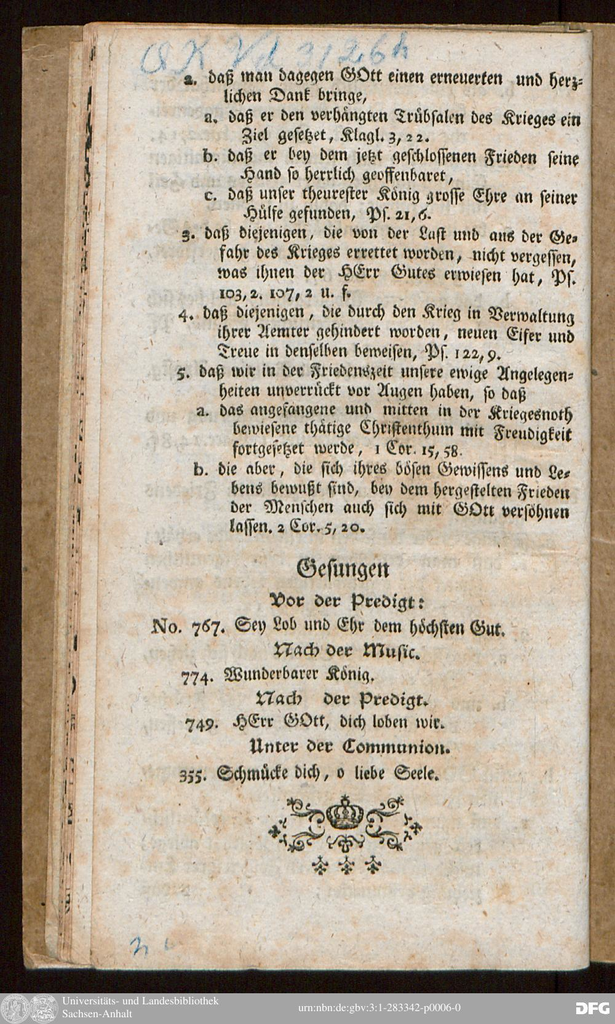 2. daß man dagegen GOtt einen erneuerten und herz-
lichen Dank bringe,
a. daß er den verhängten Trübsalen des Krieges ein
Ziel gesetzet, Klagl. 3, 22.
b. daß er bey dem jetzt geschlossenen Frieden seine
Hand so herrlich geoffenbaret,
c. daß unser theurester König grosse Ehre an seiner
Hülfe gefunden, Ps. 21, 6.
3. daß diejenigen, die von der Last und aus der Ge-
fahr des Krieges errettet worden, nicht vergessen,
was ihnen der HErr Gutes erwiesen hat, Ps.
103, 2. 107, 2 u. f.
4. daß diejenigen, die durch den Krieg in Verwaltung
ihrer Aemter gehindert worden, neuen Eifer und
Treue in denselben beweisen, Ps. 122, 9.
5. daß wir in der Friedenszeit unsere ewige Angelegen-
heiten unverrückt vor Augen haben, so daß
a. das angefangene und mitten in der Kriegesnoth
bewiesene thätige Christenthum mit Freudigkeit
fortgesetzet werde, 1 Cor. 15, 58.
b. die aber, die sich ihres bösen Gewissens und Le-
bens bewußt sind, bey dem hergestelten Frieden
der Menschen auch sich mit GOtt versöhnen
lassen. 2 Cor. 5, 20.
Gesungen
Vor der Predigt:
No. 767. Sey Lob und Ehr dem höchsten Gut.
Nach der Music.
774. Wunderbarer König.
Nach der Predigt.
749. HErr GOtt, dich loben wir.
Unter der Communion.
355. Schmücke dich, o liebe Seele.
Universitäts- und Landesbibliothek
Sachsen-Anhalt
urn:nbn:de:gbv:3:1-283342-p0006-0
DFG